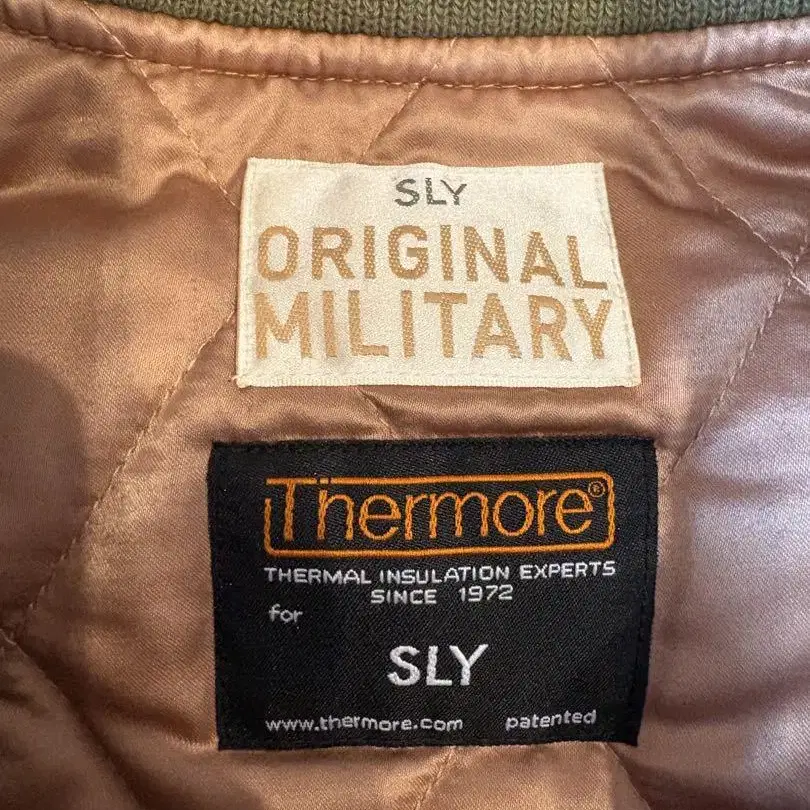 SLY
ORIGINAL
MILITARY
Thermore®
THERMAL INSULATION EXPERTS
SINCE 1972
for
SLY
www.thermore.com patented